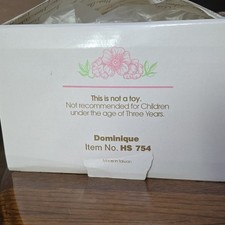 This is not a toy.
Not recommended for Children
under the age of Three Years.
Dominique
Item No. HS 754